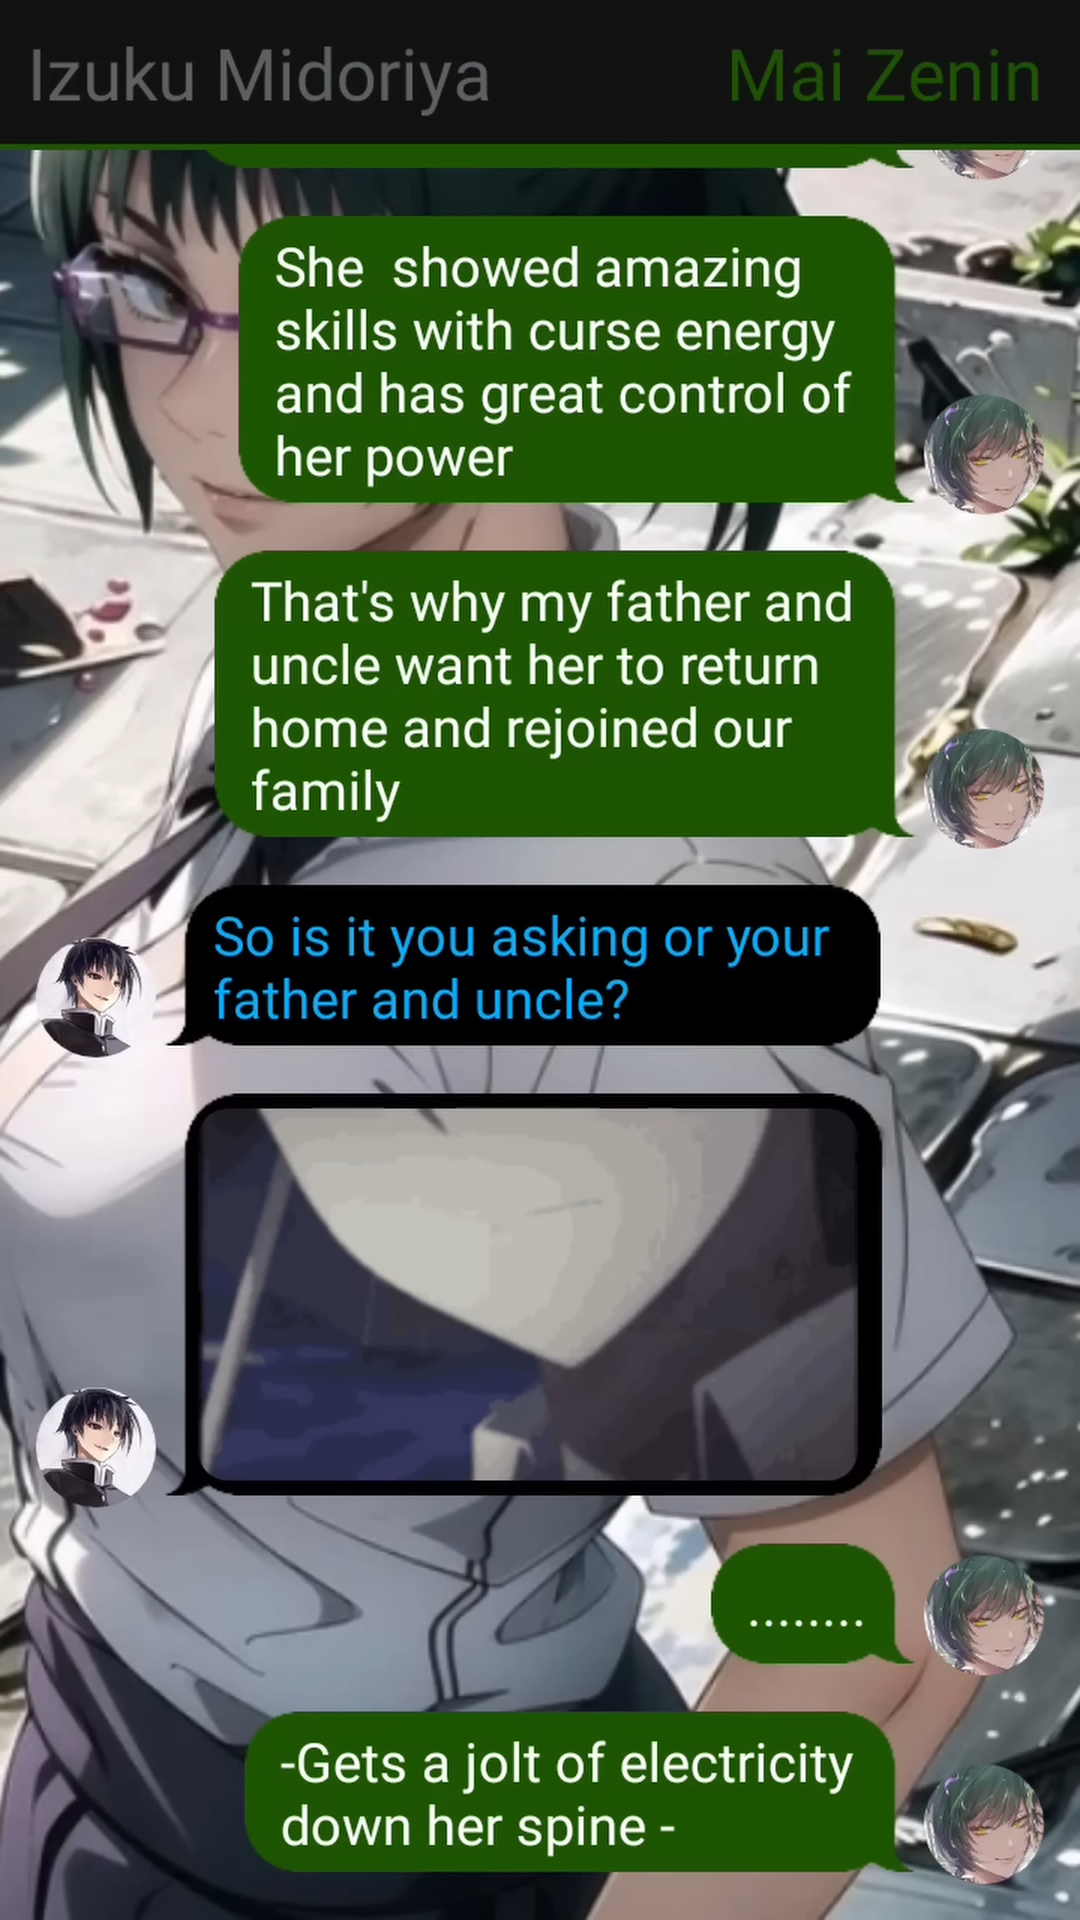 Izuku Midoriya Mai Zenin
She  showed amazing
skills with curse energy
and has great control of
her power
That's why my father and
uncle want her to return
home and rejoined our
family
So is it you asking or your
father and uncle?
........
-Gets a jolt of electricity
down her spine -